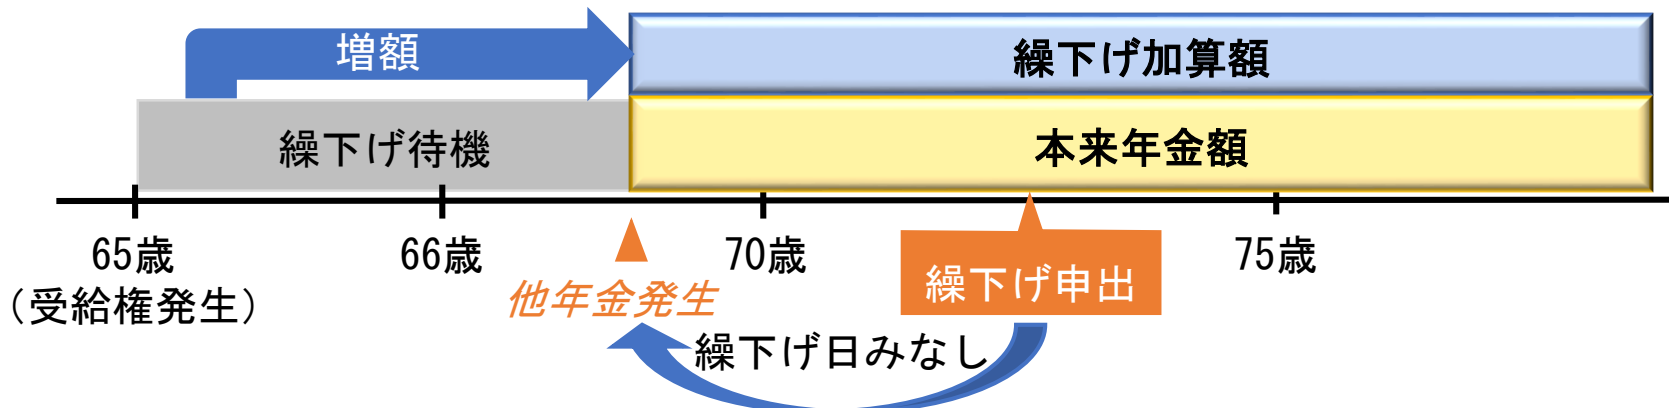 増額
繰下げ加算額
繰下げ待機
本来年金額
65歳
66歳
70歳
75歳
（受給権発生）
他年金発生
繰下げ申出
繰下げ日みなし